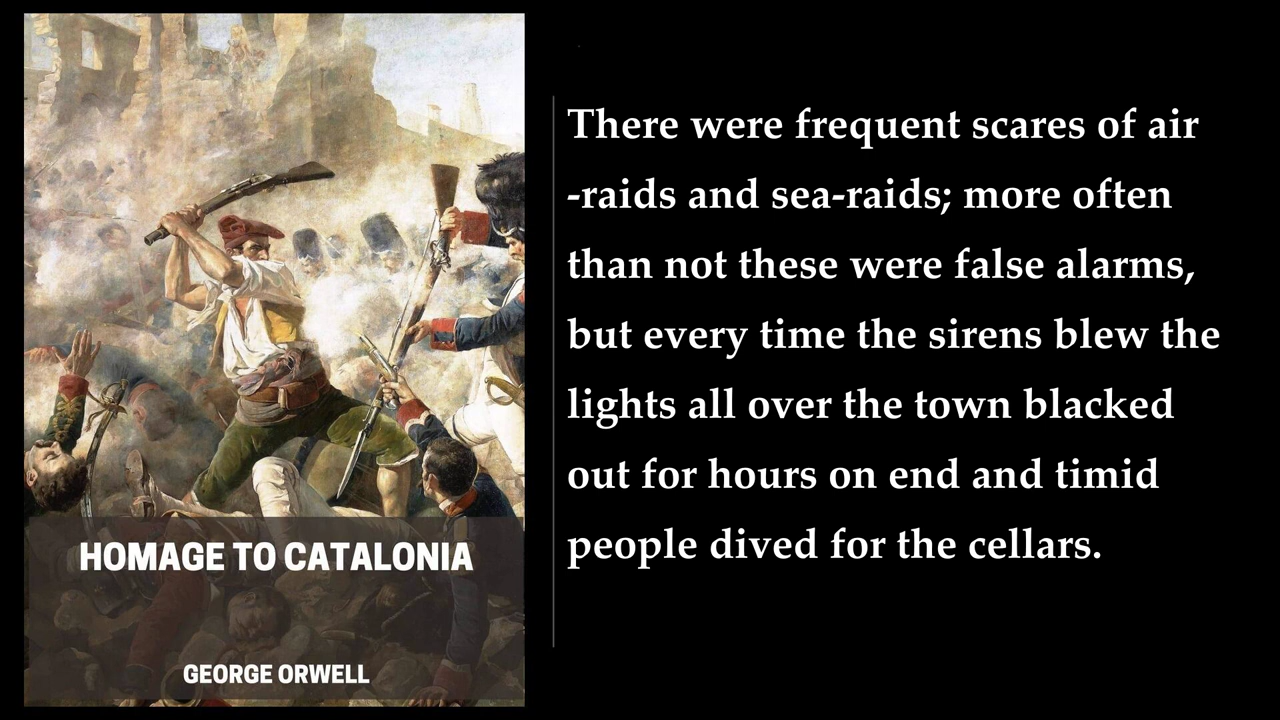 HOMAGE TO CATALONIA
GEORGE ORWELL
There were frequent scares of air
-raids and sea-raids; more often
than not these were false alarms,
but every time the sirens blew the
lights all over the town blacked
out for hours on end and timid
people dived for the cellars.